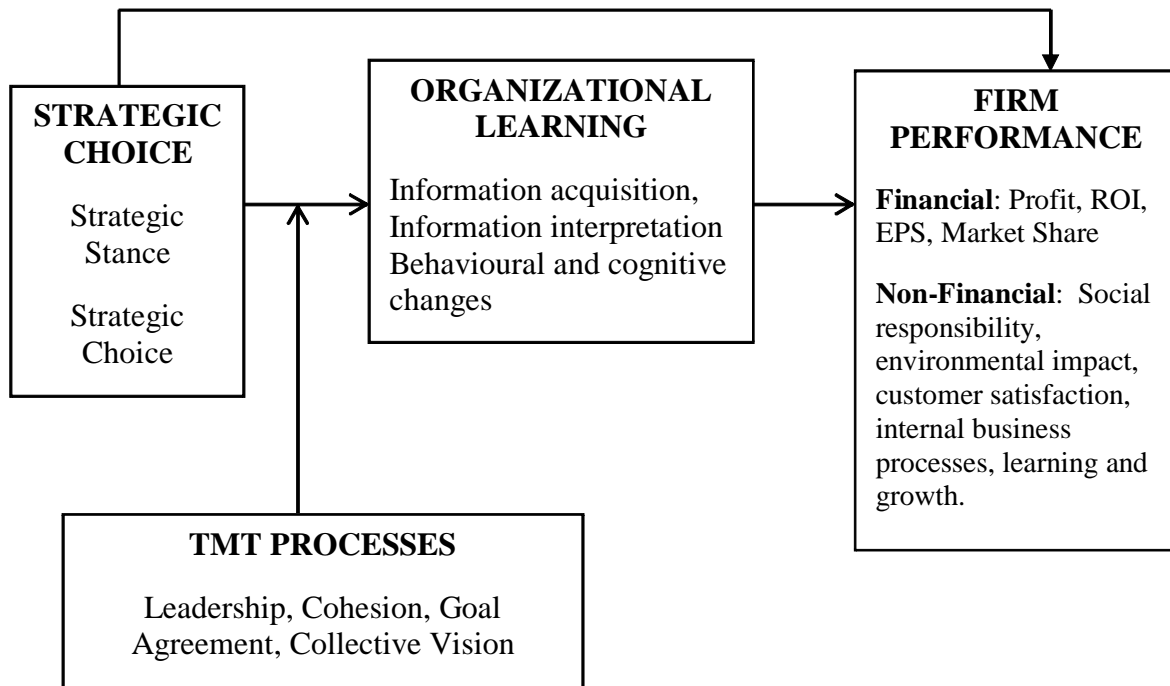 STRATEGIC
CHOICE
Strategic
Stance
Strategic
Choice
ORGANIZATIONAL
LEARNING
Information acquisition,
Information interpretation
Behavioural and cognitive
changes
FIRM
PERFORMANCE
Financial: Profit, ROI,
EPS, Market Share
Non-Financial:  Social
responsibility,
environmental impact,
customer satisfaction,
internal business
processes, learning and
growth.
TMT PROCESSES
Leadership, Cohesion, Goal
Agreement, Collective Vision